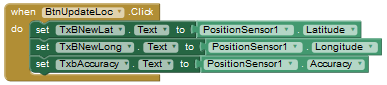 when BtnUpdateLoc .Click
do set TxBNewLat . Text to PositionSensor1 . Latitude
set TxBNewLong . Text to PositionSensor1 . Longitude
set TxbAccuracy . Text to PositionSensor1 . Accuracy